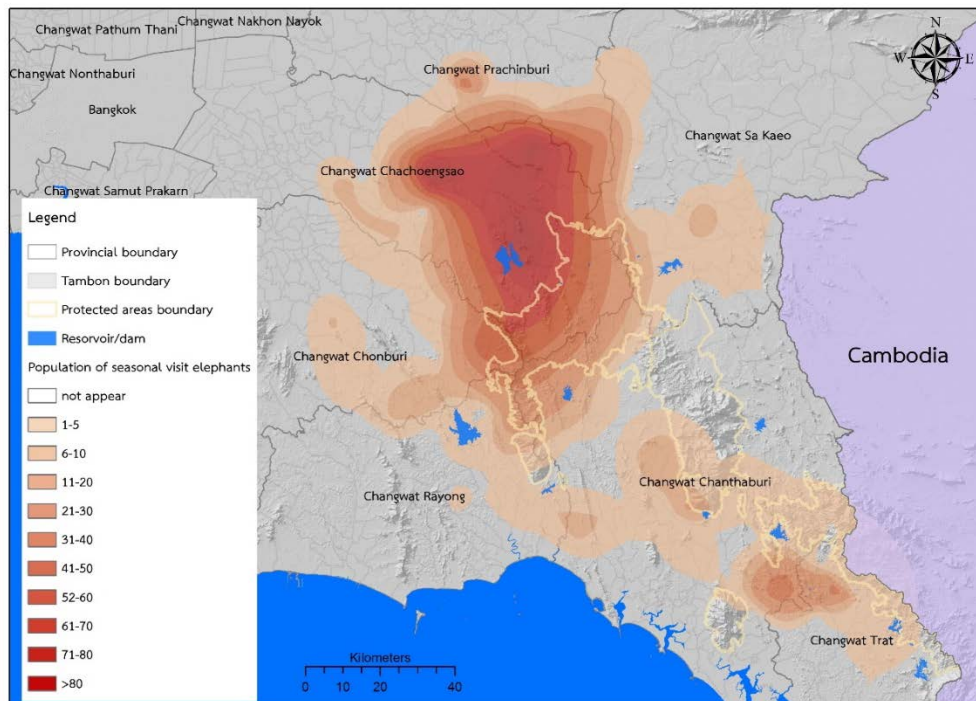 Changwat Nakhon Nayok
Changwat Pathum Thani
N
W E
S
Changwat Nonthaburi
Changwat Prachinburi
Bangkok
Changwat Sa Kaeo
Changwat Chachoengsao
Changwat Samut Prakarn
Legend
Provincial boundary
Tambon boundary
Protected areas boundary
Reservoir/dam
Changwat Chonburi
Cambodia
Population of seasonal visit elephants
not appear
1-5
6-10
11-20
21-30
31-40
41-50
52-60
61-70
71-80
>80
Changwat Chanthaburi
Changwat Rayong
Changwat Trat
Kilometers
0 5 10 20 30 40